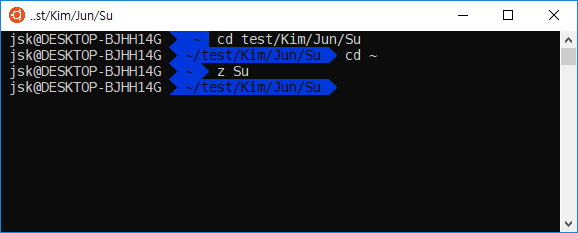 ..st/Kim/Jun/Su
jsk@DESKTOP-BJHH14G ~ cd test/Kim/Jun/Su
jsk@DESKTOP-BJHH14G ~/test/Kim/Jun/Su cd ~
jsk@DESKTOP-BJHH14G ~ z Su
jsk@DESKTOP-BJHH14G ~/test/Kim/Jun/Su